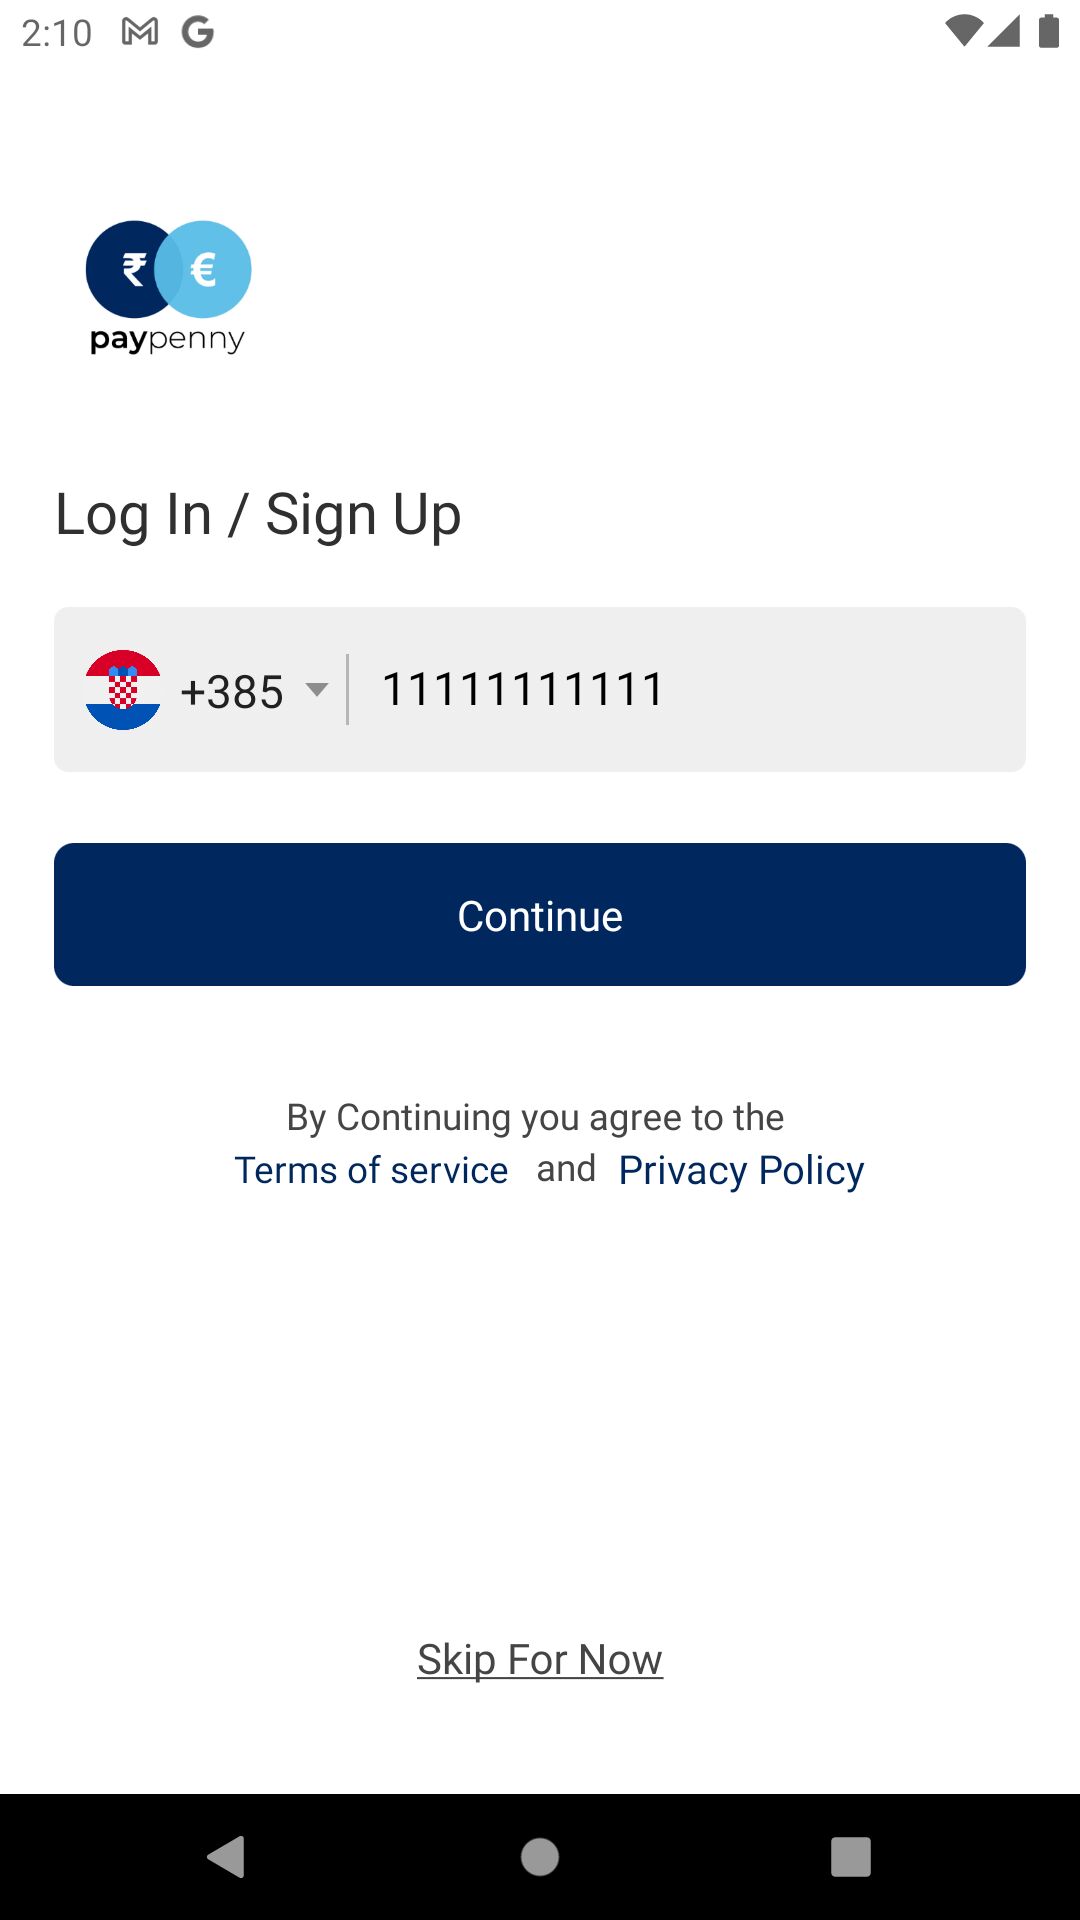 2:10
₹ €
paypenny
Log In / Sign Up
+385 11111111111
Continue
By Continuing you agree to the
Terms of service and Privacy Policy
Skip For Now